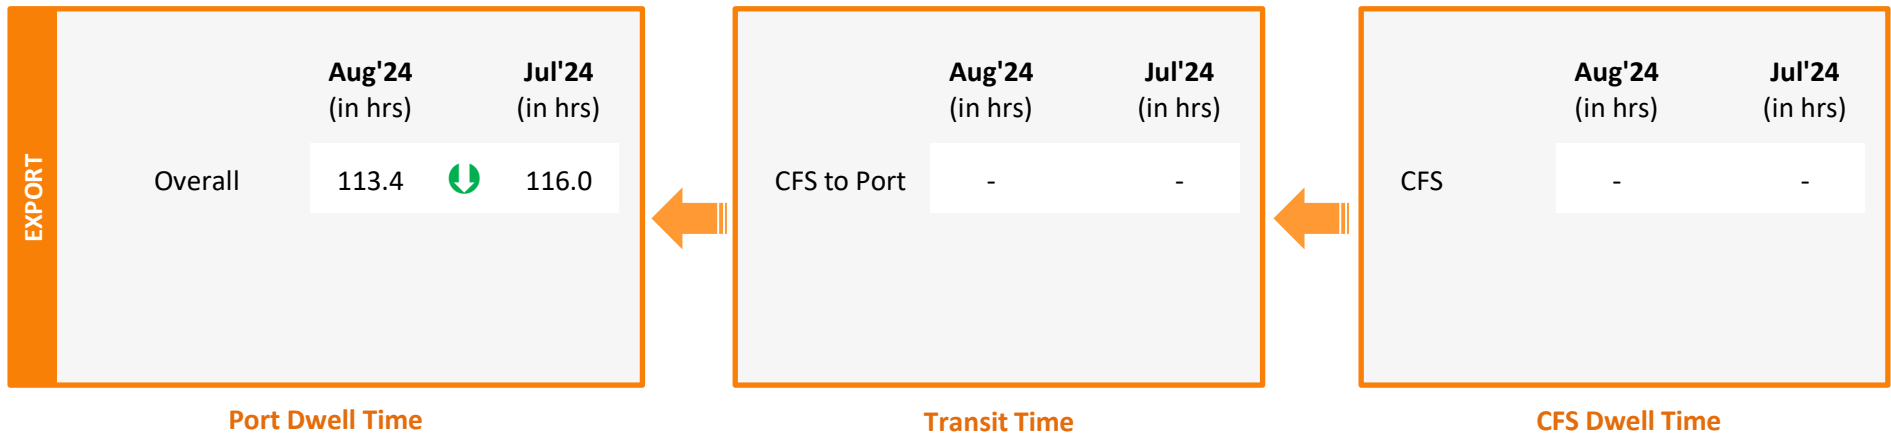 EXPORT
Aug'24 Jul'24
(in hrs) (in hrs)
Overall 113.4 116.0
Port Dwell Time
Aug'24 Jul'24
(in hrs) (in hrs)
CFS to Port - -
Transit Time
Aug'24 Jul'24
(in hrs) (in hrs)
CFS - -
CFS Dwell Time